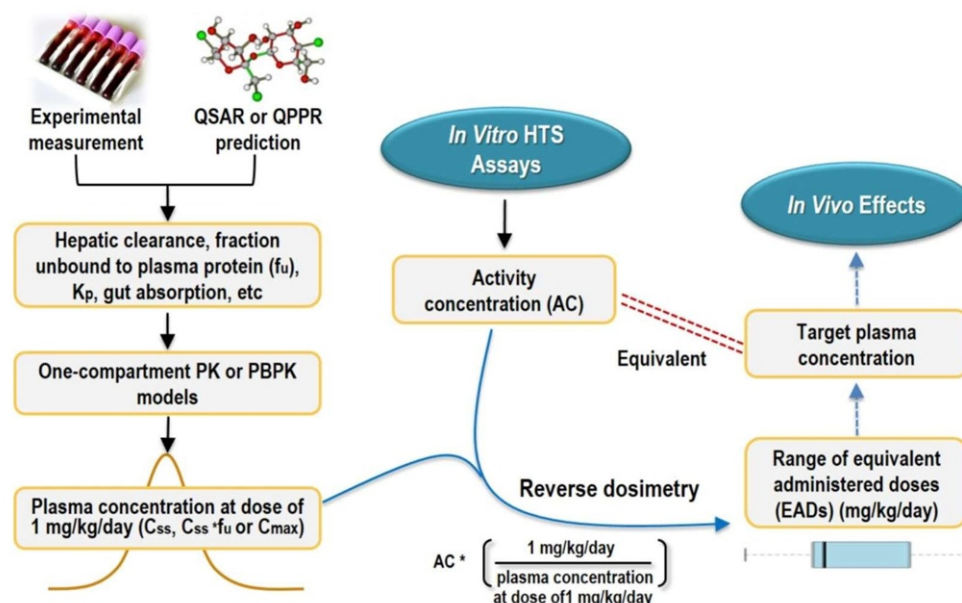 Experimental
measurement
QSAR or QPPR
prediction
Hepatic clearance, fraction
unbound to plasma protein (fu),
Kp, gut absorption, etc
One-compartment PK or PBPK
models
Plasma concentration at dose of
1 mg/kg/day (Css, Css *fu or Cmax)
In Vitro HTS
Assays
Activity
concentration (AC)
Equivalent
Reverse dosimetry
AC *
1 mg/kg/day
plasma concentration
at dose of1 mg/kg/day
In Vivo Effects
Target plasma
concentration
Range of equivalent
administered doses
(EADs) (mg/kg/day)